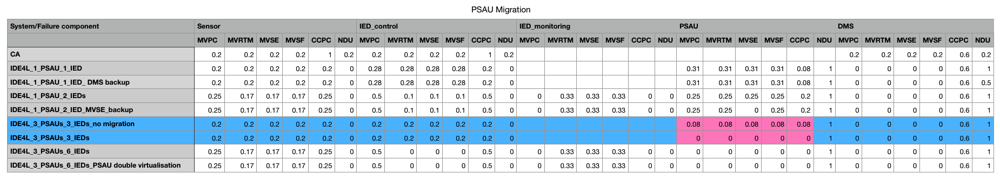 PSAU Migration
System/Failure component Sensor IED_control IED_monitoring PSAU DMS
MVPC MVRTM MVSE MVSF CCPC NDU MVPC MVRTM MVSE MVSF CCPC NDU MVPC MVRTM MVSE MVSF CCPC NDU MVPC MVRTM MVSE MVSF CCPC NDU MVPC MVRTM MVSE MVSF CCPC NDU
CA 0.2 0.2 0.2 0.2 1 0.2 0.2 0.2 0.2 0.2 1 0.2 0.2 0.2 0.2 0.2 0.6 0.2
IDE4L_1_PSAU_1_IED 0.2 0.2 0.2 0.2 0.2 0 0.28 0.28 0.28 0.28 0.2 0 0.31 0.31 0.31 0.31 0.08 1 0 0 0 0 0.6 1
IDE4L_1_PSAU_1_IED_ DMS backup 0.2 0.2 0.2 0.2 0.2 0 0.28 0.28 0.28 0.28 0.2 0 0.31 0.31 0.31 0.31 0.08 1 0 0 0 0 0.6 0.5
IDE4L_1_PSAU_2_IEDs 0.25 0.17 0.17 0.17 0.25 0 0.5 0.1 0.1 0.1 0.5 0 0 0.33 0.33 0.33 0 0 0.25 0.25 0.25 0.25 0.2 1 0 0 0 0 0.6 1
IDE4L_1_PSAU_2_IED_MVSE_backup 0.25 0.17 0.17 0.17 0.25 0 0.5 0.1 0.1 0.1 0.5 0 0 0.33 0.33 0.33 0 0 0.25 0.25 0 0.25 0.2 1 0 0 0 0 0.6 1
IDE4L_3_PSAUs_3_IEDs_no migration 0.2 0.2 0.2 0.2 0.2 0 0.2 0.2 0.2 0.2 0.2 0 0.08 0.08 0.08 0.08 0.08 1 0 0 0 0 0.6 1
IDE4L_3_PSAUs_3_IEDs 0.2 0.2 0.2 0.2 0.2 0 0.2 0.2 0.2 0.2 0.2 0 0 0 0 0 0 1 0 0 0 0 0.6 1
IDE4L_3_PSAUs_6_IEDs 0.25 0.17 0.17 0.17 0.25 0 0.5 0 0 0 0.5 0 0 0.33 0.33 0.33 0 0 0 0 0 0 0 1 0 0 0 0 0.6 1
IDE4L_3_PSAUs_6_IEDs_PSAU double virtualisation 0.25 0.17 0.17 0.17 0.25 0 0.5 0 0 0 0.5 0 0 0.33 0.33 0.33 0 0 0 0 0 0 0 1 0 0 0 0 0.6 1